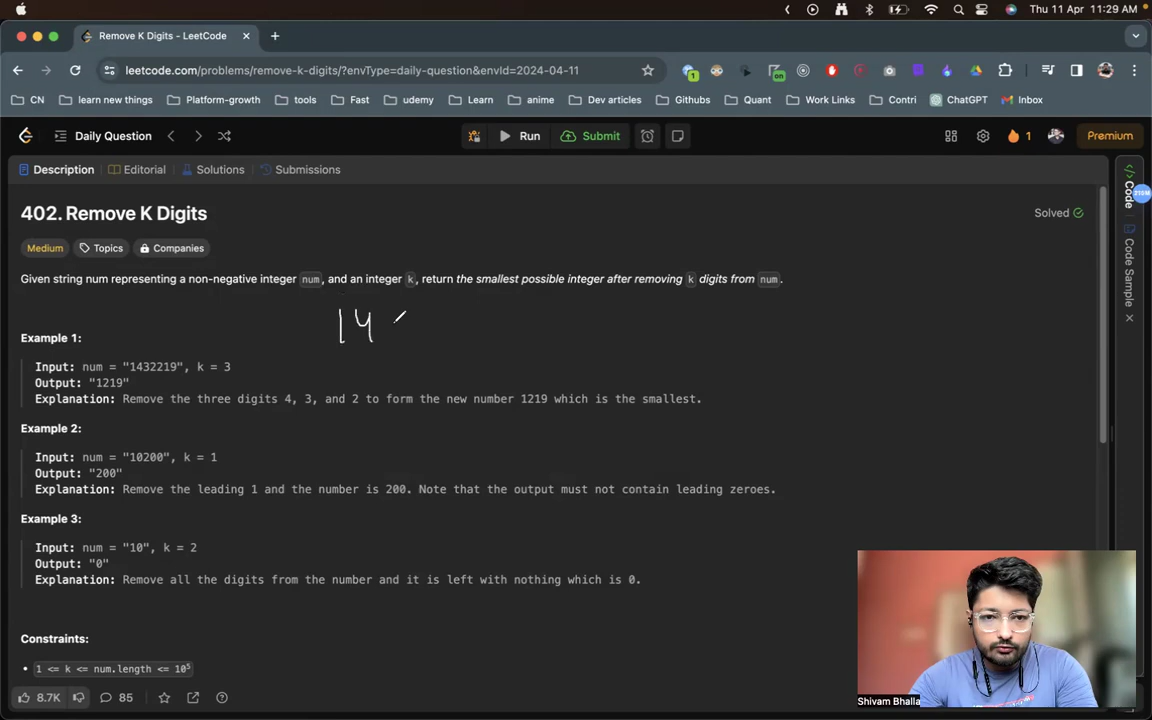 Thu 11 Apr 11:29 AM
Remove K Digits - LeetCode
leetcode.com/problems/remove-k-digits/?envType=daily-question&envId=2024-04-11
1
on
CN learn new things Platform-growth tools Fast udemy Learn anime Dev articles Githubs Quant Work Links Contri ChatGPT Inbox
Daily Question Run Submit 1 Premium
Description Editorial Solutions Submissions
Code
Code Sample
402. Remove K Digits
Solved
Medium Topics Companies
Given string num representing a non-negative integer num, and an integer k, return the smallest possible integer after removing k digits from num.
14
Example 1:
Input: num = "1432219", k = 3
Output: "1219"
Explanation: Remove the three digits 4, 3, and 2 to form the new number 1219 which is the smallest.
Example 2:
Input: num = "10200", k = 1
Output: "200"
Explanation: Remove the leading 1 and the number is 200. Note that the output must not contain leading zeroes.
Example 3:
Input: num = "10", k = 2
Output: "0"
Explanation: Remove all the digits from the number and it is left with nothing which is 0.
Constraints:
1 <= k <= num.length <= 10⁵
8.7K 85
Shivam Bhalla